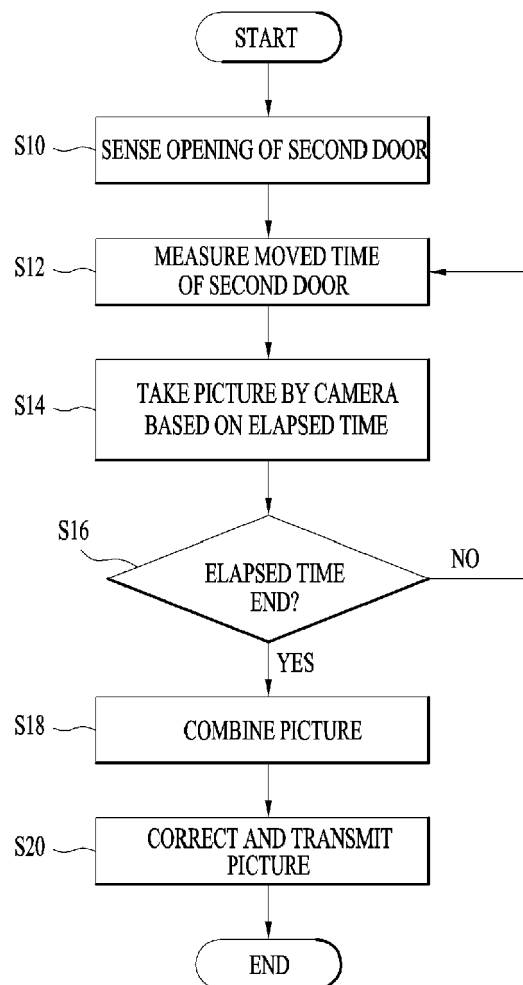 START
S10
SENSE OPENING OF SECOND DOOR
S12
MEASURE MOVED TIME
OF SECOND DOOR
S14
TAKE PICTURE BY CAMERA
BASED ON ELAPSED TIME
S16
ELAPSED TIME
END?
NO
YES
S18
COMBINE PICTURE
S20
CORRECT AND TRANSMIT
PICTURE
END